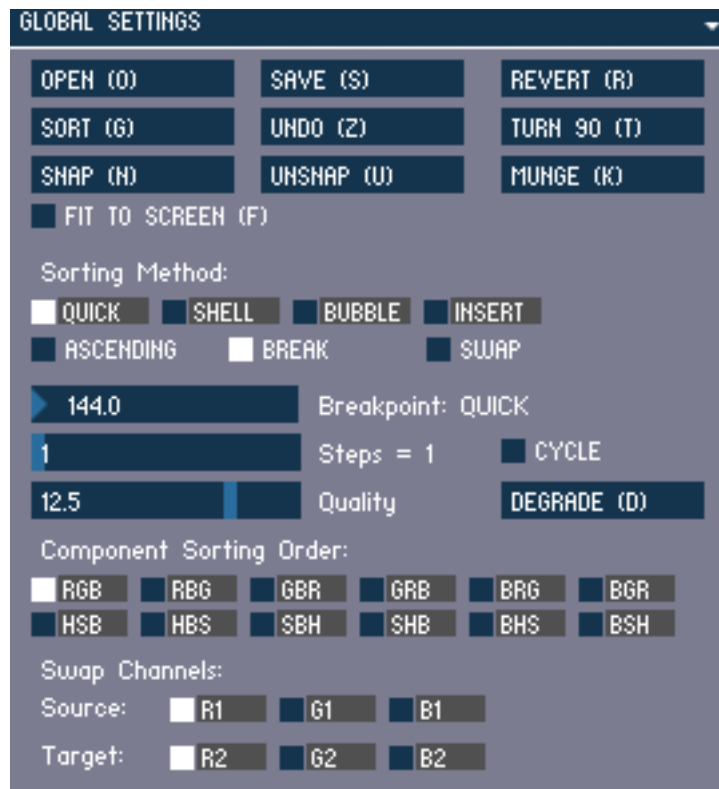 GLOBAL SETTINGS
OPEN (O) SAVE (S) REVERT (R)
SORT (G) UNDO (Z) TURN 90 (T)
SNAP (N) UNSNAP (U) MUNGE (K)
FIT TO SCREEN (F)
Sorting Method:
QUICK SHELL BUBBLE INSERT
ASCENDING BREAK SWAP
144.0 Breakpoint: QUICK
1 Steps = 1 CYCLE
12.5 Quality DEGRADE (D)
Component Sorting Order:
RGB RBG GBR GRB BRG BGR
HSB HBS SBH SHB BHS BSH
Swap Channels:
Source: R1 G1 B1
Target: R2 G2 B2